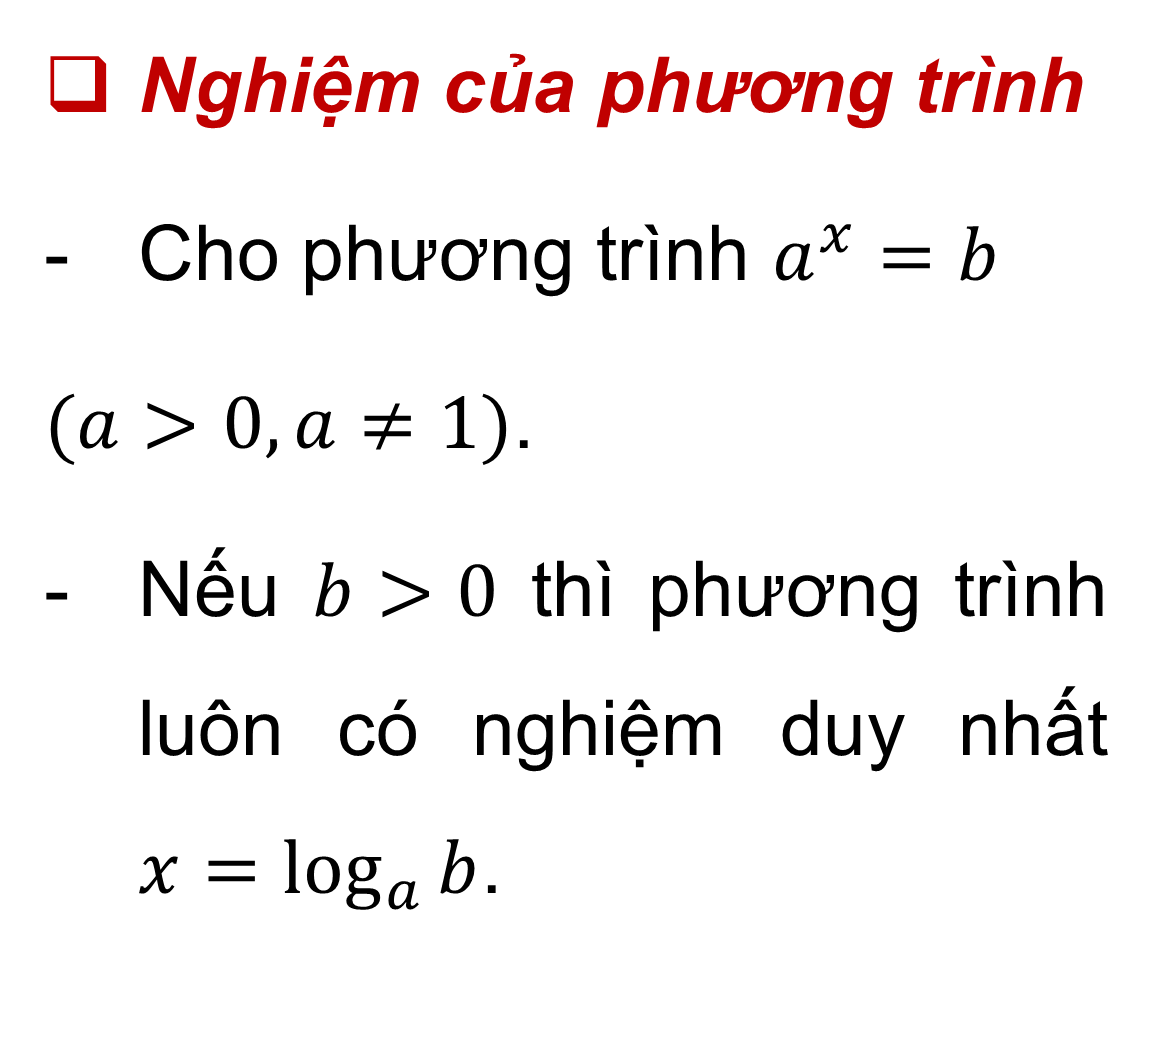 ❑ Nghiệm của phương trình
- Cho phương trình $a^x = b$
$(a > 0, a \neq 1)$.
- Nếu $b > 0$ thì phương trình
luôn có nghiệm duy nhất
$x = \log_a b$.